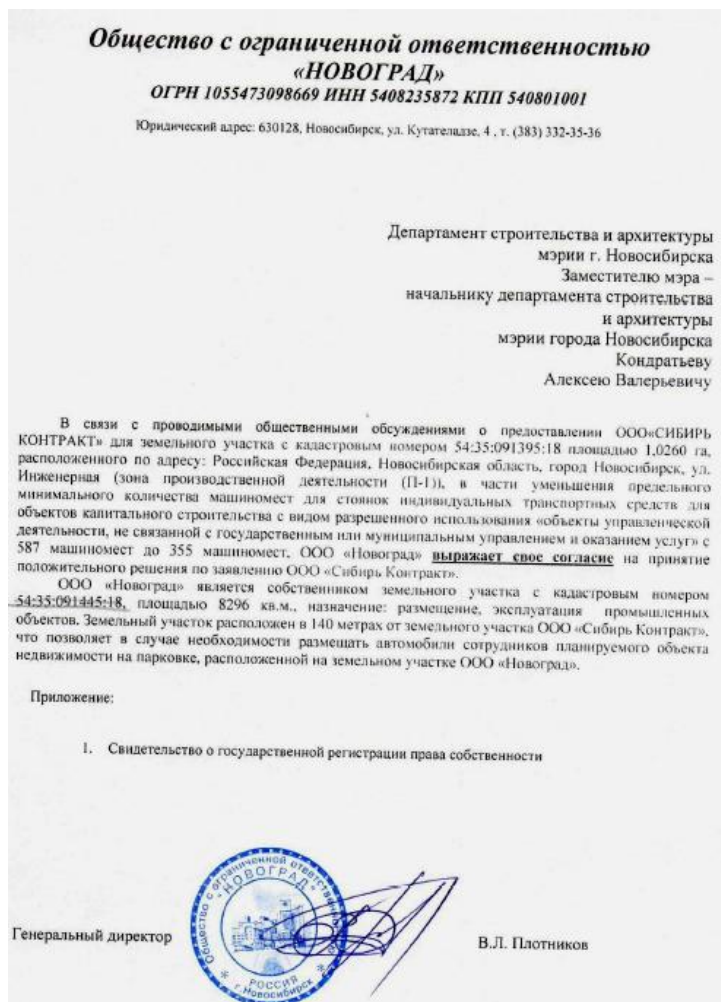 Общество с ограниченной ответственностью
«НОВОГРАД»
ОГРН 1055473098669 ИНН 5408235872 КПП 540801001
Юридический адрес: 630128, Новосибирск, ул. Кутателадзе, 4 , т. (383) 332-35-36
Департамент строительства и архитектуры
мэрии г. Новосибирска
Заместителю мэра –
начальнику департамента строительства
и архитектуры
мэрии города Новосибирска
Кондратьеву
Алексею Валерьевичу
В связи с проводимыми общественными обсуждениями о предоставлении ООО«СИБИРЬ
КОНТРАКТ» для земельного участка с кадастровым номером 54:35:091395:18 площадью 1,0260 га,
расположенного по адресу: Российская Федерация, Новосибирская область, город Новосибирск, ул.
Инженерная (зона производственной деятельности (П-1)), в части уменьшения предельного
минимального количества машиномест для стоянок индивидуальных транспортных средств для
объектов капитального строительства с видом разрешенного использования «объекты управленческой
деятельности, не связанной с государственным или муниципальным управлением и оказанием услуг» с
587 машиномест до 355 машиномест, ООО «Новоград» выражает свое согласие на принятие
положительного решения по заявлению ООО «Сибирь Контракт».
ООО «Новоград» является собственником земельного участка с кадастровым номером
54:35:091445:18, площадью 8296 кв.м., назначение: размещение, эксплуатация промышленных
объектов. Земельный участок расположен в 140 метрах от земельного участка ООО «Сибирь Контракт»,
что позволяет в случае необходимости размещать автомобили сотрудников планируемого объекта
недвижимости на парковке, расположенной на земельном участке ООО «Новоград».
Приложение:
1. Свидетельство о государственной регистрации права собственности
Общество с ограниченной ответственностью
"НОВОГРАД"
РОССИЯ
г.Новосибирск
Генеральный директор
В.Л. Плотников